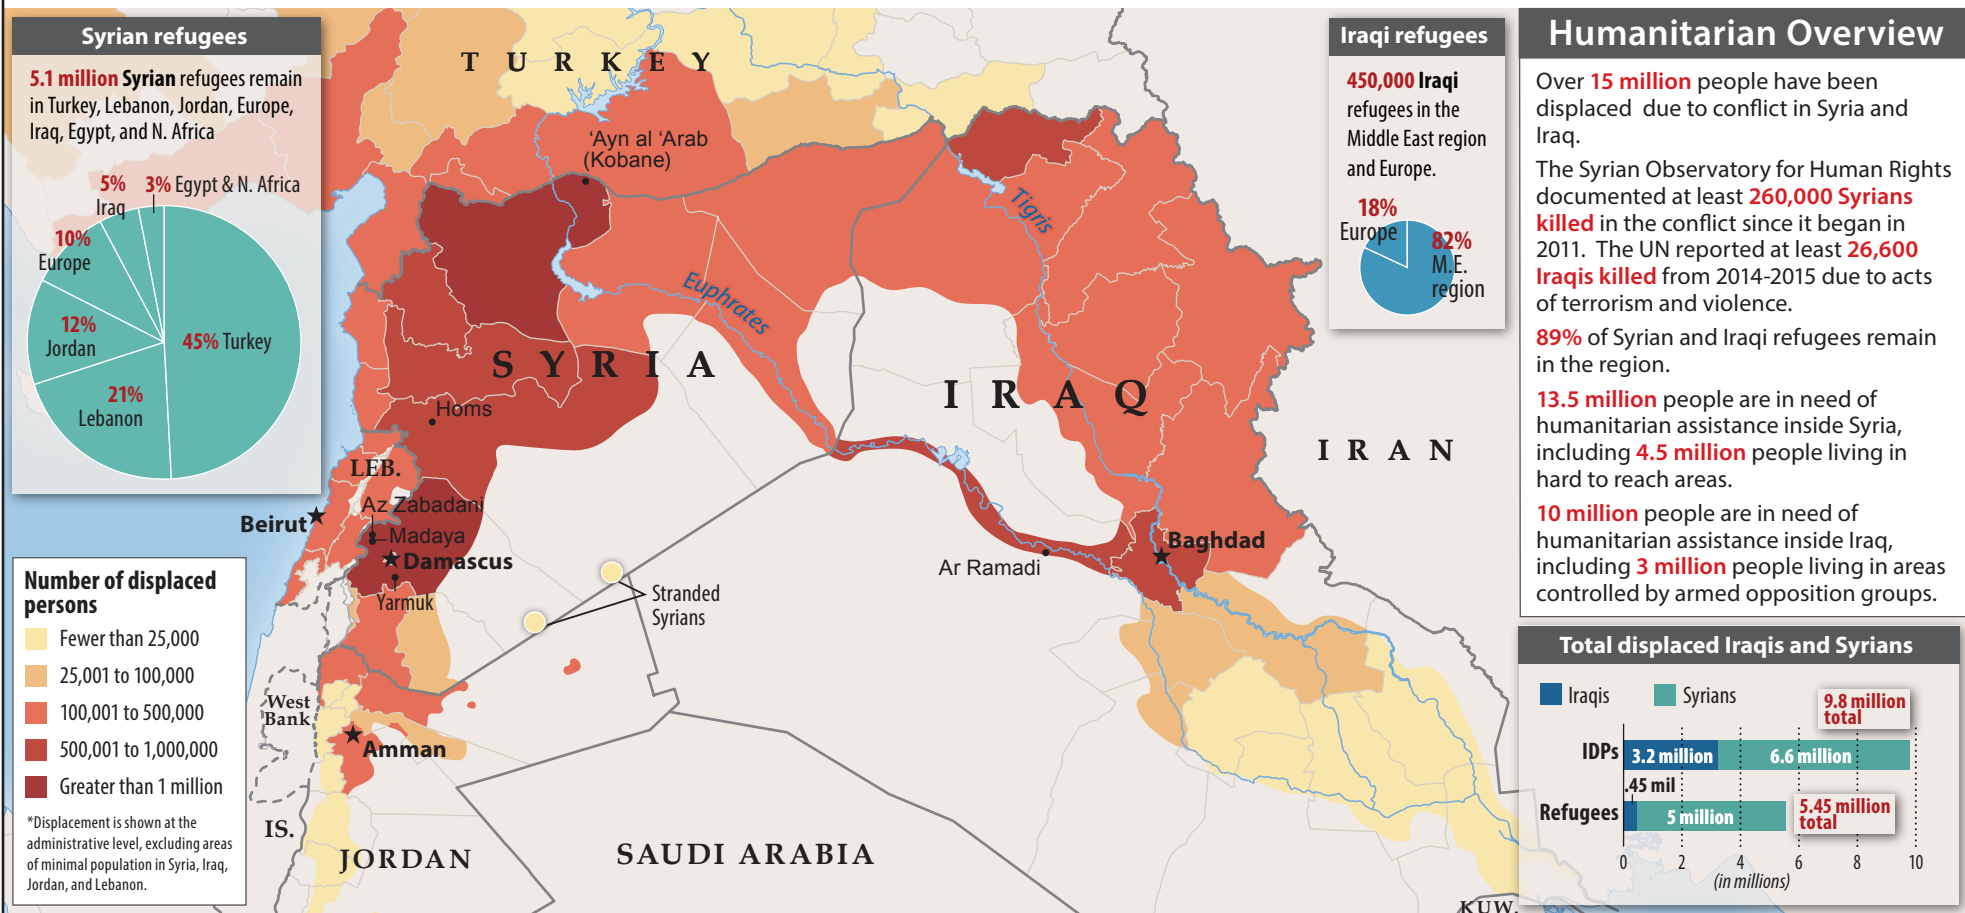 Syrian refugees
5.1 million Syrian refugees remain
in Turkey, Lebanon, Jordan, Europe,
Iraq, Egypt, and N. Africa
5%
Iraq
3% Egypt & N. Africa
10%
Europe
12%
Jordan
45% Turkey
21%
Lebanon
Number of displaced
persons
Fewer than 25,000
25,001 to 100,000
100,001 to 500,000
500,001 to 1,000,000
Greater than 1 million
*Displacement is shown at the
administrative level, excluding areas
of minimal population in Syria, Iraq,
Jordan, and Lebanon.
TURKEY
'Ayn al 'Arab
(Kobane)
Tigris
Euphrates
SYRIA
IRAQ
IRAN
Homs
LEB.
Az Zabadani
Beirut
Madaya
Damascus
Yarmuk
Baghdad
Ar Ramadi
Stranded
Syrians
West
Bank
Amman
IS.
JORDAN
SAUDI ARABIA
KUW.
Iraqi refugees
450,000 Iraqi
refugees in the
Middle East region
and Europe.
18%
Europe
82%
M.E.
region
Humanitarian Overview
Over 15 million people have been
displaced due to conflict in Syria and
Iraq.
The Syrian Observatory for Human Rights
documented at least 260,000 Syrians
killed in the conflict since it began in
2011. The UN reported at least 26,600
Iraqis killed from 2014-2015 due to acts
of terrorism and violence.
89% of Syrian and Iraqi refugees remain
in the region.
13.5 million people are in need of
humanitarian assistance inside Syria,
including 4.5 million people living in
hard to reach areas.
10 million people are in need of
humanitarian assistance inside Iraq,
including 3 million people living in areas
controlled by armed opposition groups.
Total displaced Iraqis and Syrians
Iraqis
Syrians
9.8 million
total
IDPs
3.2 million
6.6 million
.45 mil
Refugees
5 million
5.45 million
total
0 2 4 6 8 10
(in millions)